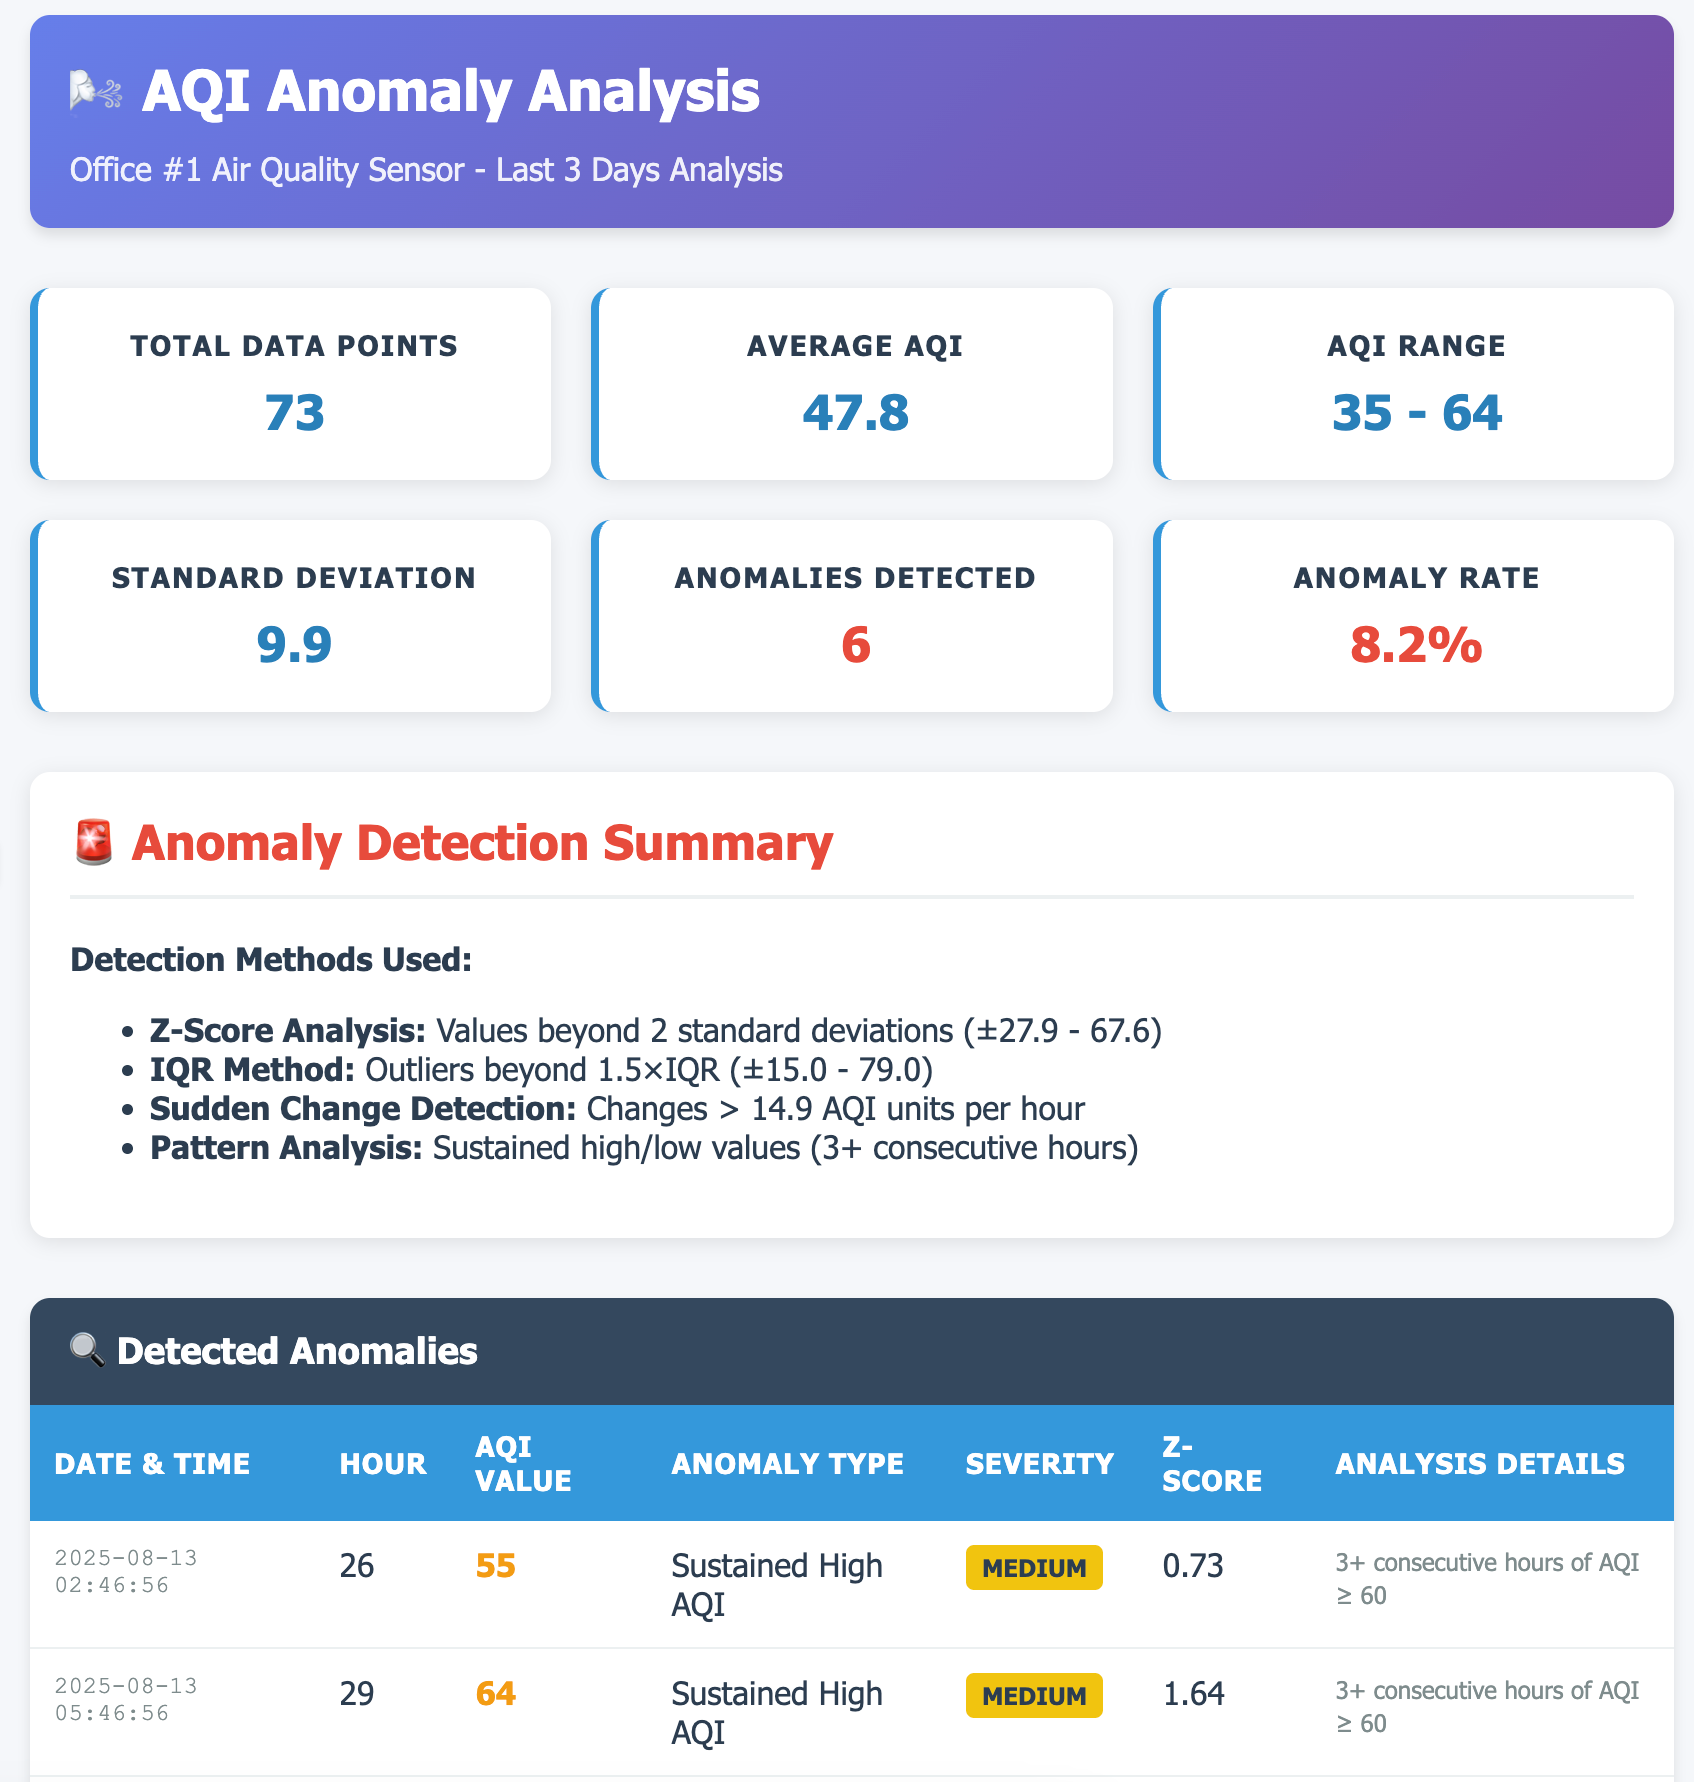 AQI Anomaly Analysis
Office #1 Air Quality Sensor - Last 3 Days Analysis
TOTAL DATA POINTS
73
AVERAGE AQI
47.8
AQI RANGE
35 - 64
STANDARD DEVIATION
9.9
ANOMALIES DETECTED
6
ANOMALY RATE
8.2%
Anomaly Detection Summary
Detection Methods Used:
• Z-Score Analysis: Values beyond 2 standard deviations (±27.9 - 67.6)
• IQR Method: Outliers beyond 1.5×IQR (±15.0 - 79.0)
• Sudden Change Detection: Changes > 14.9 AQI units per hour
• Pattern Analysis: Sustained high/low values (3+ consecutive hours)
Detected Anomalies
DATE & TIME
HOUR
AQI
VALUE
ANOMALY TYPE
SEVERITY
Z-
SCORE
ANALYSIS DETAILS
2025-08-13
02:46:56
26
55
Sustained High
AQI
MEDIUM
0.73
3+ consecutive hours of AQI
≥ 60
2025-08-13
05:46:56
29
64
Sustained High
AQI
MEDIUM
1.64
3+ consecutive hours of AQI
≥ 60